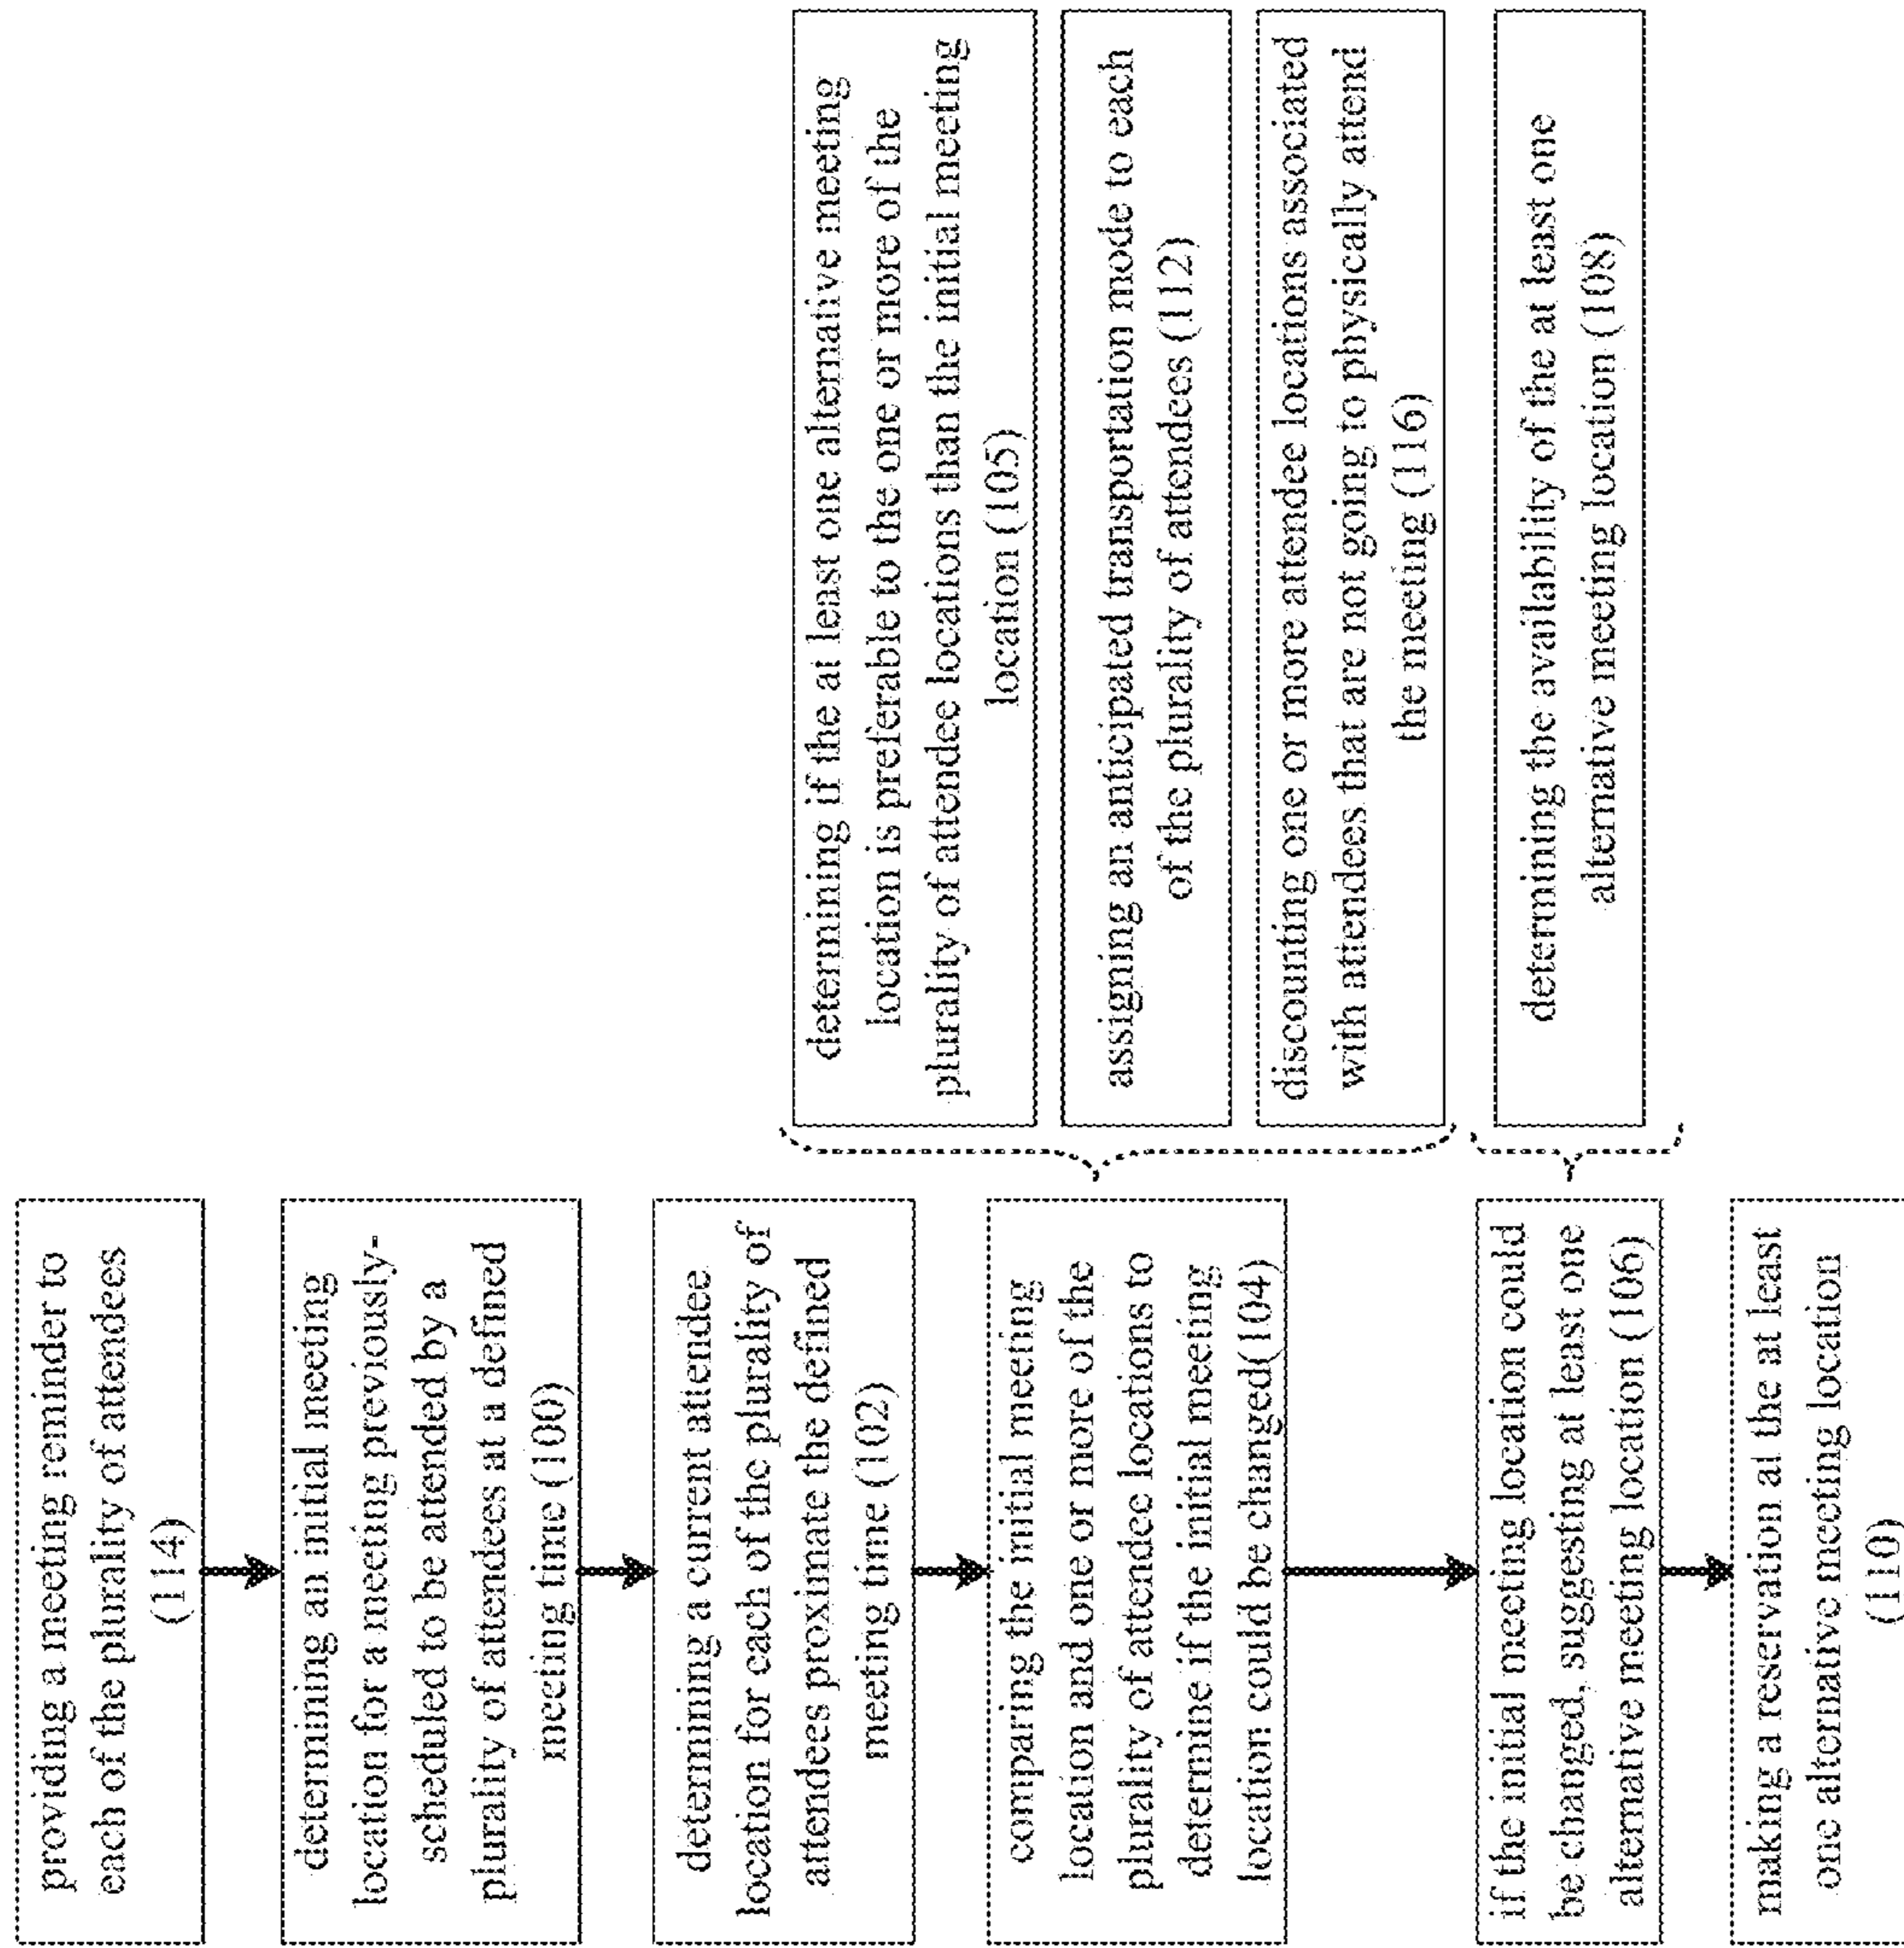 providing a meeting reminder to
each of the plurality of attendees
(114)
determining an initial meeting
location for a meeting previously-
scheduled to be attended by a
plurality of attendees at a defined
meeting time (100)
determining a current attendee
location for each of the plurality of
attendees proximate the defined
meeting time (102)
comparing the initial meeting
location and one or more of the
plurality of attendee locations to
determine if the initial meeting
location could be changed(104)
determining if the at least one alternative meeting
location is preferable to the one or more of the
plurality of attendee locations than the initial meeting
location (105)
assigning an anticipated transportation mode to each
of the plurality of attendees (112)
discounting one or more attendee locations associated
with attendees that are not going to physically attend
the meeting (116)
if the initial meeting location could
be changed, suggesting at least one
alternative meeting location (106)
determining the availability of the at least one
alternative meeting location (108)
making a reservation at the at least
one alternative meeting location
(110)